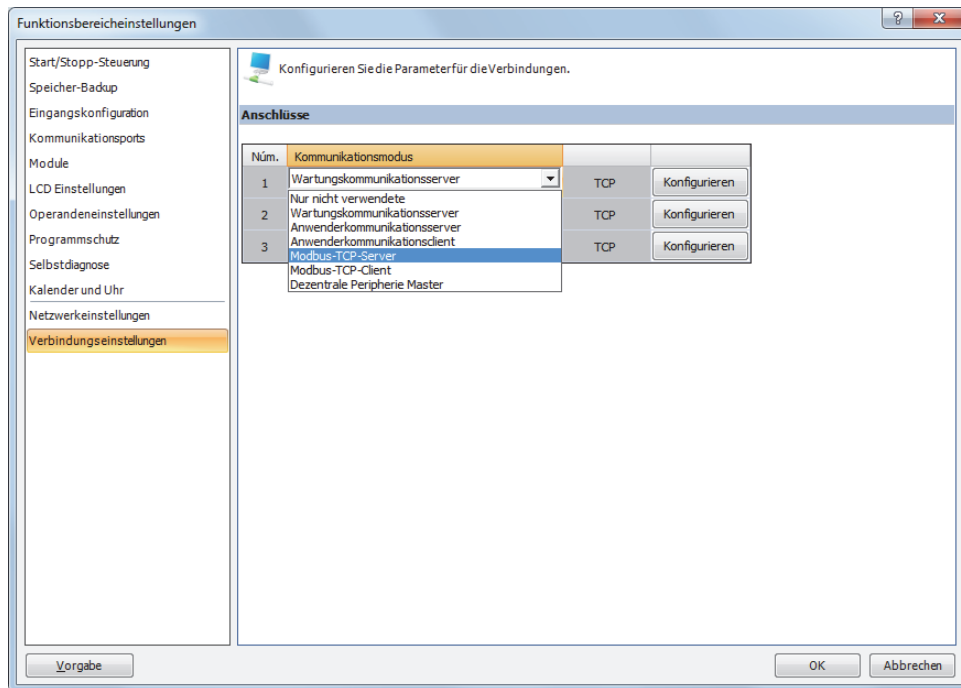 Funktionsbereicheinstellungen
Start/Stopp-Steuerung
Speicher-Backup
Eingangskonfiguration
Kommunikationsports
Module
LCD Einstellungen
Operandeneinstellungen
Programmschutz
Selbstdiagnose
Kalender und Uhr
Netzwerkeinstellungen
Verbindungseinstellungen
Konfigurieren Sie die Parameter für die Verbindungen.
Anschlüsse
Núm. Kommunikationsmodus
1 Wartungskommunikationsserver TCP Konfigurieren
Nur nicht verwendete
Wartungskommunikationsserver
2 TCP Konfigurieren
Anwenderkommunikationsserver
Anwenderkommunikationsclient
3 TCP Konfigurieren
Modbus-TCP-Server
Modbus-TCP-Client
Dezentrale Peripherie Master
Vorgabe
OK
Abbrechen